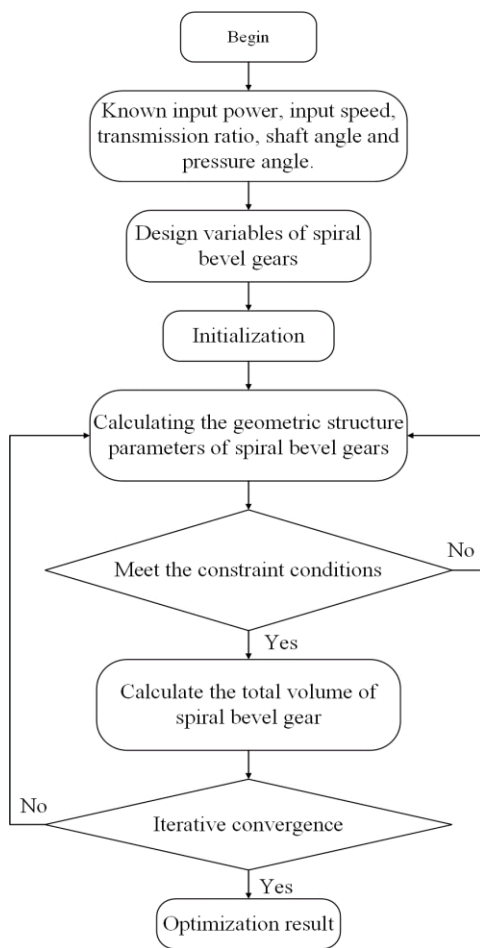 Begin
Known input power, input speed,
transmission ratio, shaft angle and
pressure angle.
Design variables of spiral
bevel gears
Initialization
Calculating the geometric structure
parameters of spiral bevel gears
Meet the constraint conditions
No
Yes
Calculate the total volume of
spiral bevel gear
No
Iterative convergence
Yes
Optimization result